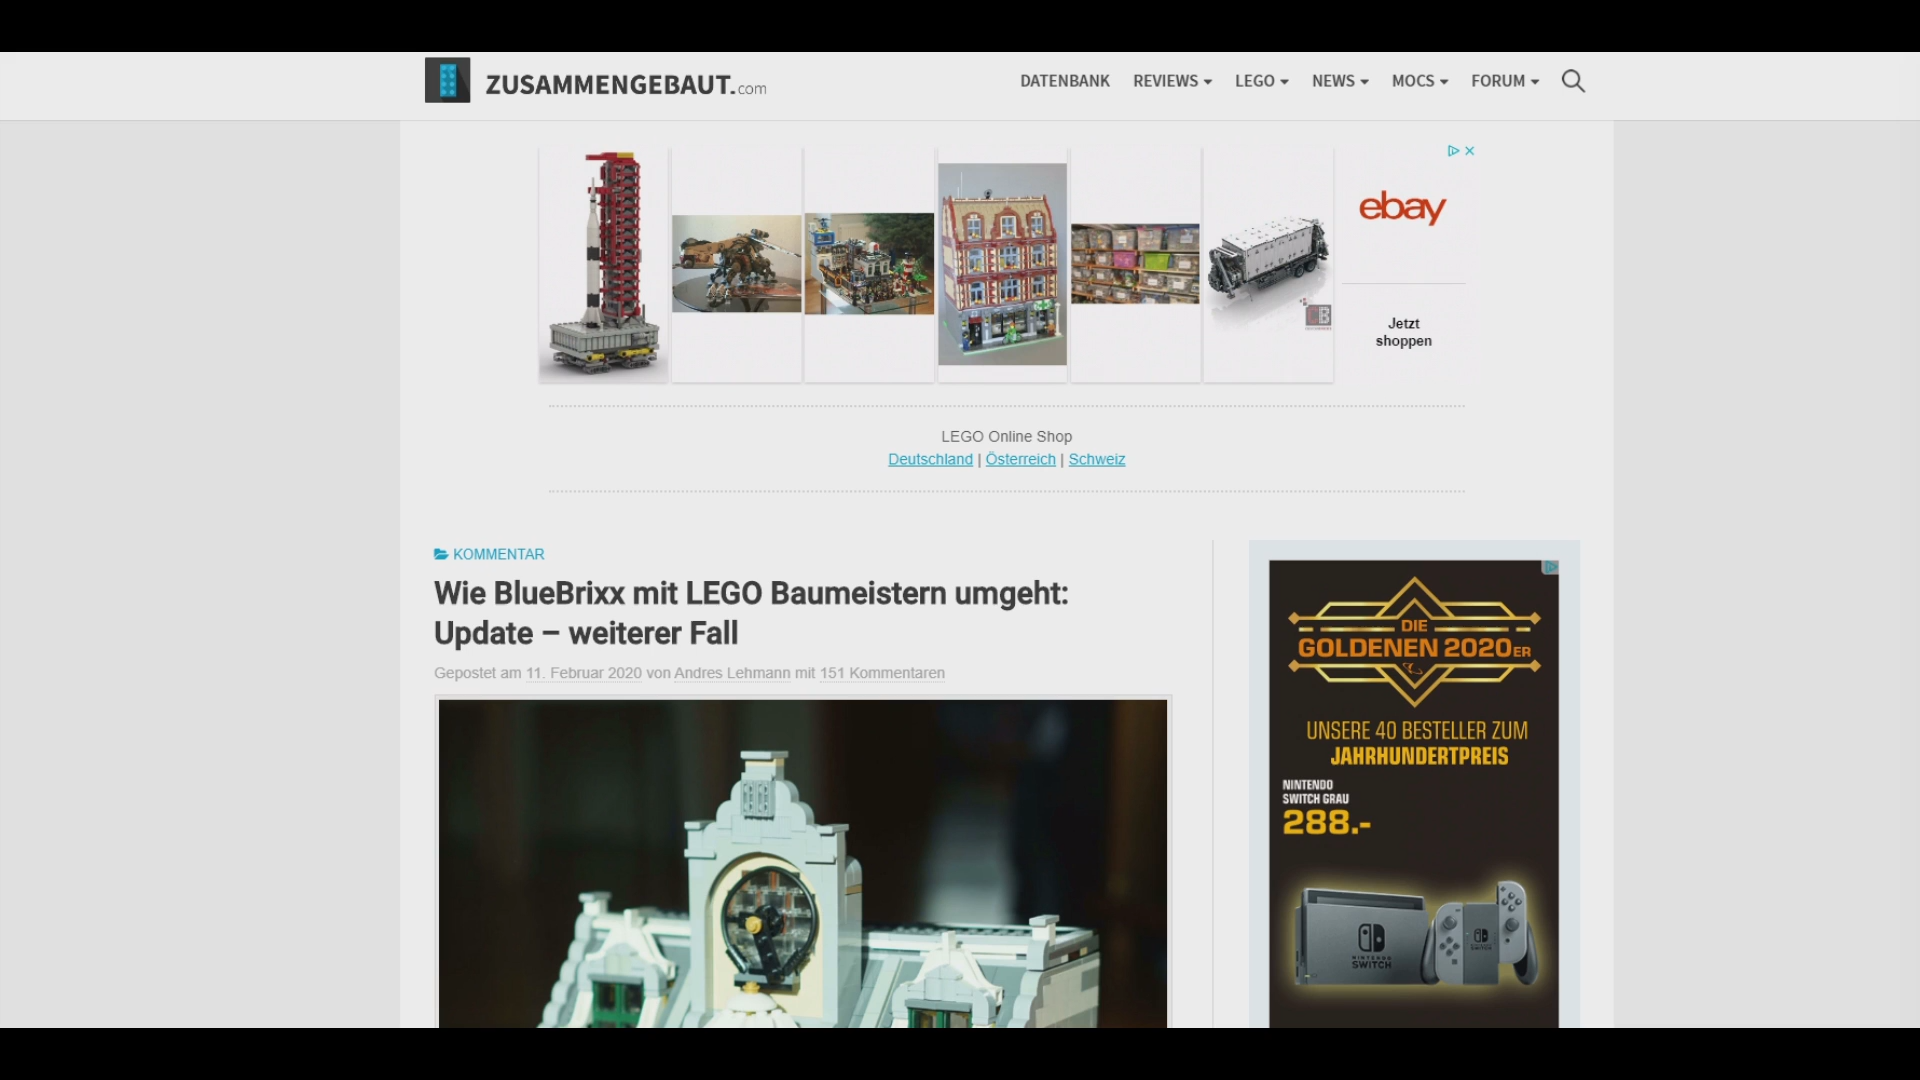 ZUSAMMENGEBAUT.com
DATENBANK REVIEWS LEGO NEWS MOCS FORUM
ebay
Jetzt
shoppen
LEGO Online Shop
Deutschland | Österreich | Schweiz
KOMMENTAR
Wie BlueBrixx mit LEGO Baumeistern umgeht:
Update – weiterer Fall
Gepostet am 11. Februar 2020 von Andres Lehmann mit 151 Kommentaren
DIE
GOLDENEN 2020ER
UNSERE 40 BESTELLER ZUM
JAHRHUNDERTPREIS
NINTENDO
SWITCH GRAU
288.-
NINTENDO
SWITCH